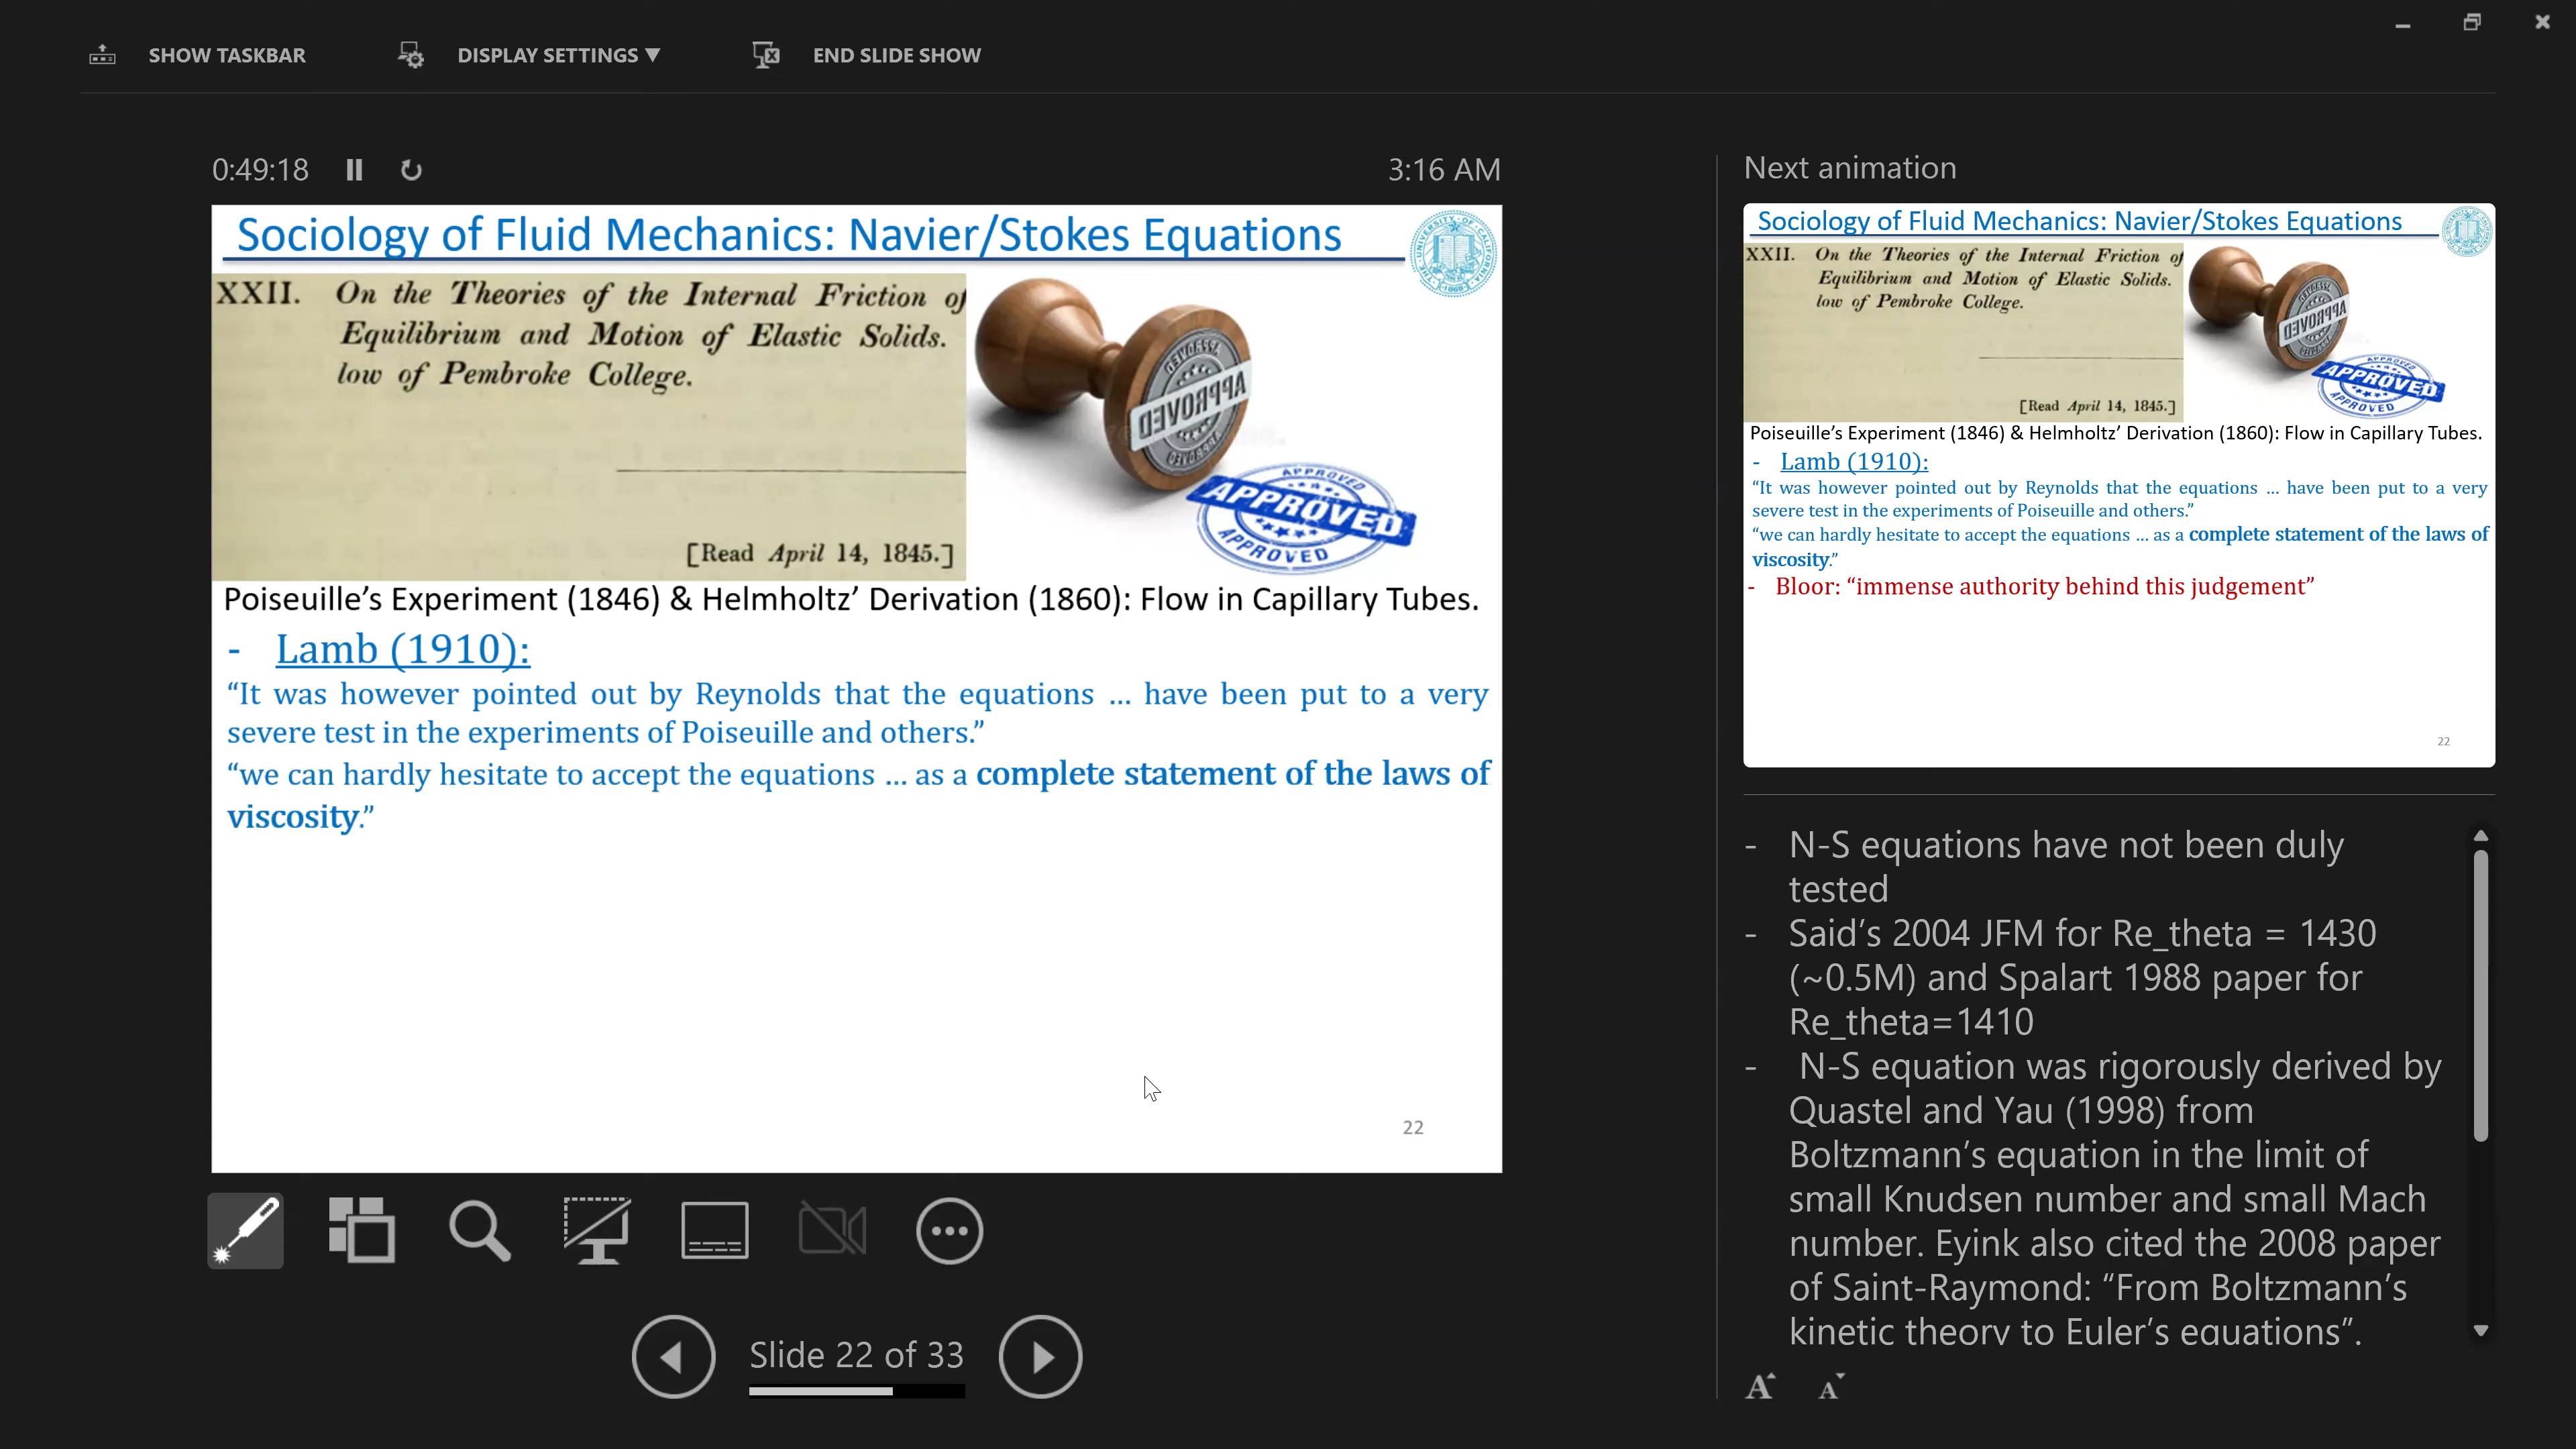 SHOW TASKBAR
DISPLAY SETTINGS ▼
END SLIDE SHOW
0:49:18
3:16 AM
Sociology of Fluid Mechanics: Navier/Stokes Equations
XXII. On the Theories of the Internal Friction of
Equilibrium and Motion of Elastic Solids.
low of Pembroke College.
[Read April 14, 1845.]
APPROVED
APPROVED
APPROVED
APPROVED
Poiseuille’s Experiment (1846) & Helmholtz’ Derivation (1860): Flow in Capillary Tubes.
- Lamb (1910):
“It was however pointed out by Reynolds that the equations … have been put to a very
severe test in the experiments of Poiseuille and others.”
“we can hardly hesitate to accept the equations … as a complete statement of the laws of
viscosity.”
22
Slide 22 of 33
Next animation
Sociology of Fluid Mechanics: Navier/Stokes Equations
XXII. On the Theories of the Internal Friction of
Equilibrium and Motion of Elastic Solids.
low of Pembroke College.
[Read April 14, 1845.]
APPROVED
APPROVED
APPROVED
Poiseuille’s Experiment (1846) & Helmholtz’ Derivation (1860): Flow in Capillary Tubes.
- Lamb (1910):
“It was however pointed out by Reynolds that the equations … have been put to a very
severe test in the experiments of Poiseuille and others.”
“we can hardly hesitate to accept the equations … as a complete statement of the laws of
viscosity.”
- Bloor: “immense authority behind this judgement”
22
- N-S equations have not been duly
tested
- Said’s 2004 JFM for Re_theta = 1430
(~0.5M) and Spalart 1988 paper for
Re_theta=1410
- N-S equation was rigorously derived by
Quastel and Yau (1998) from
Boltzmann’s equation in the limit of
small Knudsen number and small Mach
number. Eyink also cited the 2008 paper
of Saint-Raymond: “From Boltzmann’s
kinetic theory to Euler’s equations”.
A A